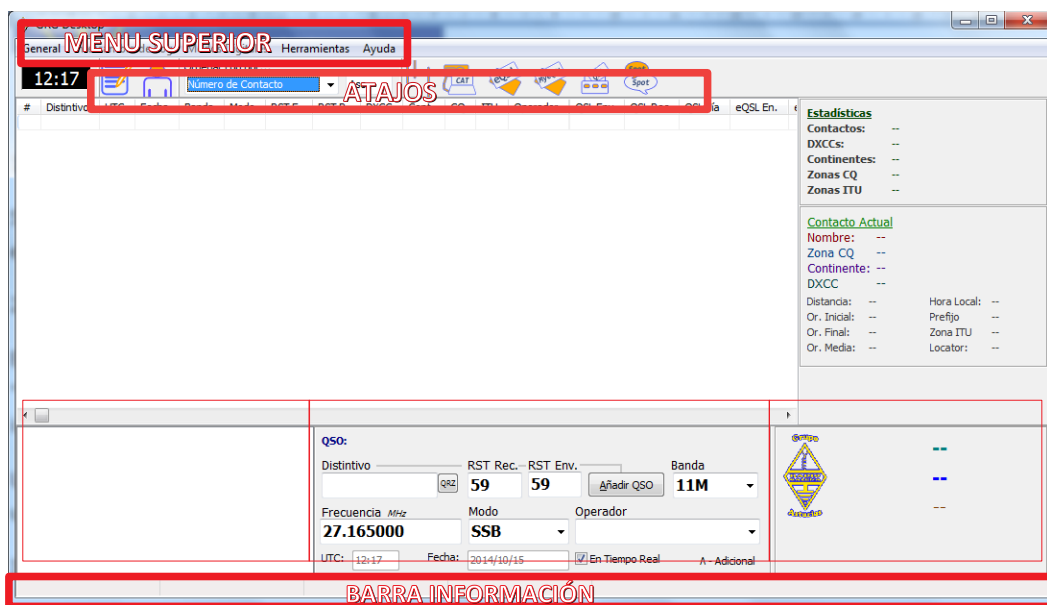 MENU SUPERIOR
General
Herramientas Ayuda
12:17
Número de Contacto
ATAJOS
CAT
Spot
# Distintivo eQSL En.
Estadísticas
Contactos: --
DXCCs: --
Continentes: --
Zonas CQ --
Zonas ITU --
Contacto Actual
Nombre: --
Zona CQ --
Continente: --
DXCC --
Distancia: -- Hora Local: --
Or. Inicial: -- Prefijo --
Or. Final: -- Zona ITU --
Or. Media: -- Locator: --
QSO:
Distintivo RST Rec. RST Env. Banda
QRZ 59 59 Añadir QSO 11M
Frecuencia MHz Modo Operador
27.165000 SSB
UTC: 12:17 Fecha: 2014/10/15 En Tiempo Real Λ - Adicional
Grupo
Asturias
--
--
--
BARRA INFORMACIÓN